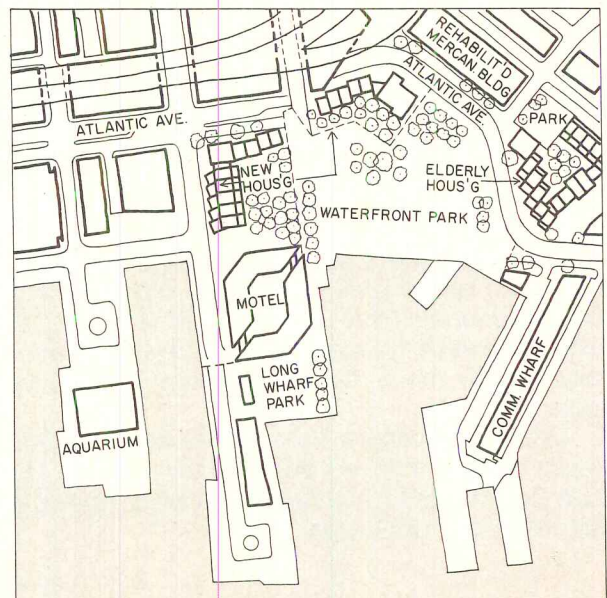 REHABILIT'D
MERCAN BLDG
ATLANTIC AVE.
ATLANTIC AVE.
PARK
NEW
HOUS'G
ELDERLY
HOUS'G
WATERFRONT PARK
MOTEL
LONG
WHARF
PARK
COMM. WHARF
AQUARIUM